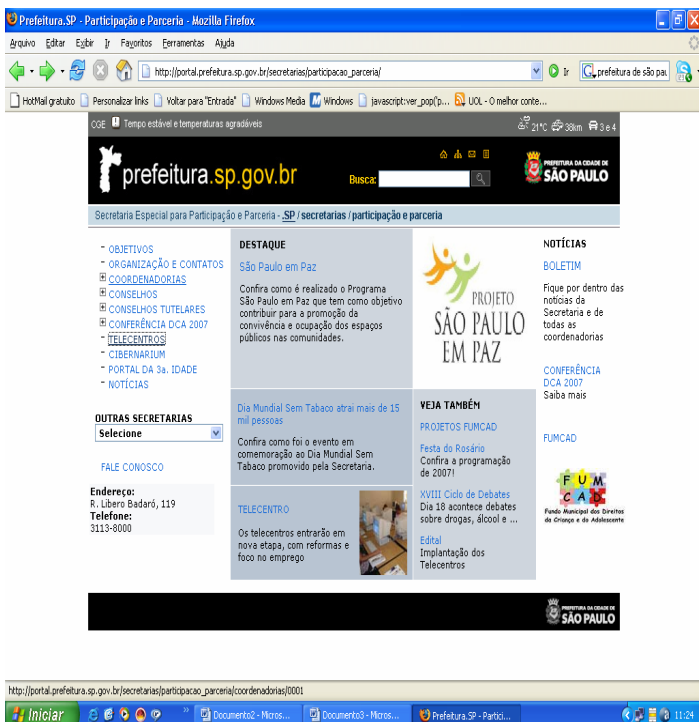 Prefeitura.SP - Participação e Parceria - Mozilla Firefox
Arquivo Editar Exibir Ir Favoritos Ferramentas Ajuda
http://portal.prefeitura.sp.gov.br/secretarias/participacao_parceria/
Ir
prefeitura de são pau
HotMail gratuito Personalizar links Voltar para "Entrada" Windows Media Windows javascript:ver_pop('p... UOL - O melhor conte...
CGE Tempo estável e temperaturas agradáveis
21°C 38km 3 e 4
prefeitura.sp.gov.br
Busca:
PREFEITURA DA CIDADE DE
SÃO PAULO
Secretaria Especial para Participação e Parceria - .SP / secretarias / participação e parceria
- OBJETIVOS
- ORGANIZAÇÃO E CONTATOS
COORDENADORIAS
CONSELHOS
CONSELHOS TUTELARES
CONFERÊNCIA DCA 2007
- TELECENTROS
- CIBERNARIUM
- PORTAL DA 3a. IDADE
- NOTÍCIAS
OUTRAS SECRETARIAS
Selecione
FALE CONOSCO
Endereço:
R. Libero Badaró, 119
Telefone:
3113-8000
DESTAQUE
São Paulo em Paz
Confira como é realizado o Programa
São Paulo em Paz que tem como objetivo
contribuir para a promoção da
convivência e ocupação dos espaços
públicos nas comunidades.
PROJETO
SÃO PAULO
EM PAZ
Dia Mundial Sem Tabaco atrai mais de 15
mil pessoas
Confira como foi o evento em
comemoração ao Dia Mundial Sem
Tabaco promovido pela Secretaria.
TELECENTRO
Os telecentros entrarão em
nova etapa, com reformas e
foco no emprego
VEJA TAMBÉM
PROJETOS FUMCAD
Festa do Rosário
Confira a programação
de 2007!
XVIII Ciclo de Debates
Dia 18 acontece debates
sobre drogas, álcool e ...
Edital
Implantação dos
Telecentros
NOTÍCIAS
BOLETIM
Fique por dentro das
notícias da
Secretaria e de
todas as
coordenadorias
CONFERÊNCIA
DCA 2007
Saiba mais
FUMCAD
FUM
CAD
Fundo Municipal dos Direitos
da Criança e do Adolescente
PREFEITURA DA CIDADE DE
SÃO PAULO
http://portal.prefeitura.sp.gov.br/secretarias/participacao_parceria/coordenadorias/0001
Iniciar
Documento2 - Micros...
Documento3 - Micros...
Prefeitura.SP - Partici...
11:24